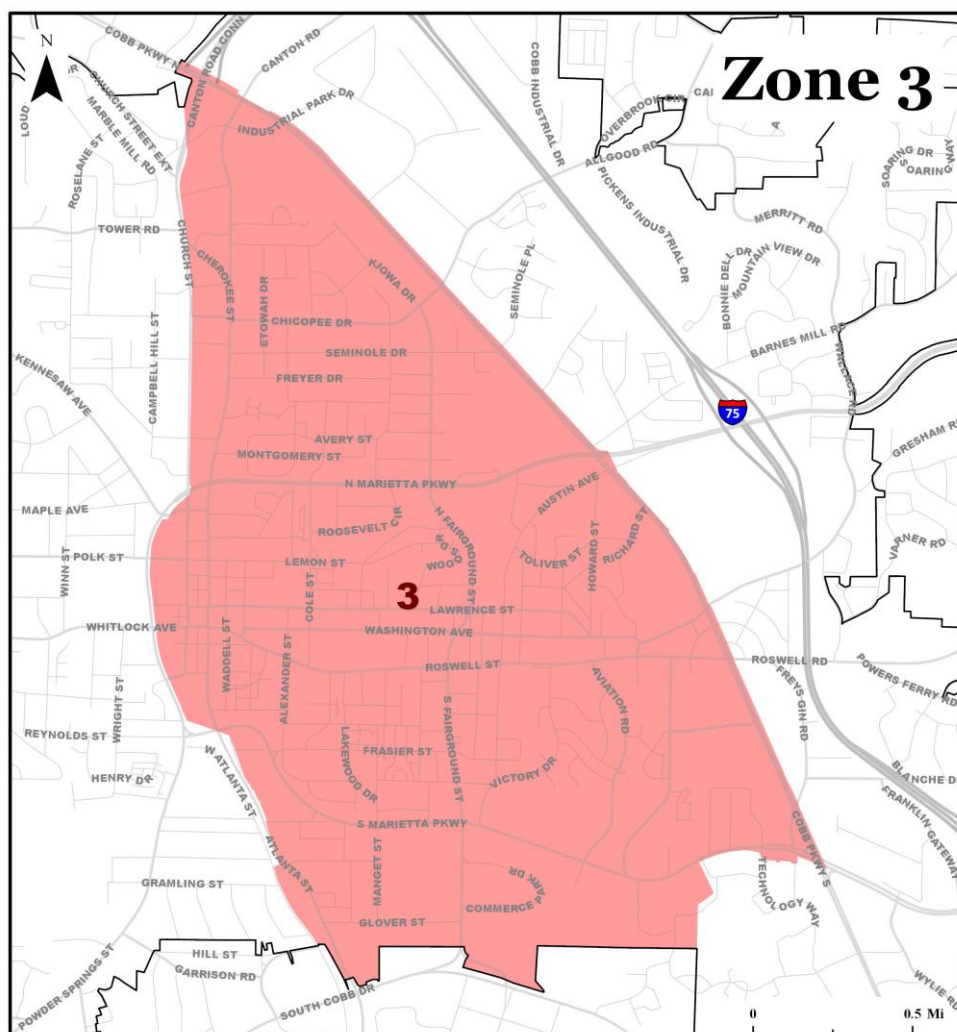 Zone 3
N
COBB PKWY N
CANTON ROAD CONN
CANTON RD
INDUSTRIAL PARK DR
COBB INDUSTRIAL DR
OVERBROOK CIR
ALLGOOD RD
PICKENS INDUSTRIAL DR
SOARING DR
SOARING
WAY
LOUD
CHURCH STREET EXT
MARBLE MILL RD
ROSELANE ST
TOWER RD
CHURCH ST
CHEROKEE ST
ETOWAH DR
KIOWA DR
SEMINOLE PL
MERRITT RD
BONNIE DELL DR
MOUNTAIN VIEW DR
BARNES MILL RD
WALLACE RD
CHICOPEE DR
SEMINOLE DR
FREYER DR
CAMPBELL HILL ST
KENNESAW AVE
75
GRESHAM RD
AVERY ST
MONTGOMERY ST
N MARIETTA PKWY
AUSTIN AVE
MAPLE AVE
ROOSEVELT CIR
N FAIRGROUND ST
WOODS DR
TOLIVER ST
HOWARD ST
RICHARD ST
VARNER RD
POLK ST
WINN ST
LEMON ST
COLE ST
3
LAWRENCE ST
WASHINGTON AVE
WHITLOCK AVE
WADDELL ST
ALEXANDER ST
ROSWELL ST
ROSWELL RD
POWERS FERRY RD
FREYS GIN RD
AVIATION RD
WRIGHT ST
REYNOLDS ST
HENRY DR
W ATLANTA ST
LAKEWOOD DR
FRASIER ST
S FAIRGROUND ST
VICTORY DR
BLANCHE D
FRANKLIN GATEWAY
S MARIETTA PKWY
COBB PKWY S
ATLANTA ST
MANGET ST
GRAMLING ST
COMMERCE PARK DR
TECHNOLOGY WAY
GLOVER ST
HILL ST
GARRISON RD
POWDER SPRINGS ST
SOUTH COBB DR
WYLIE RD
0 0.5 Mi